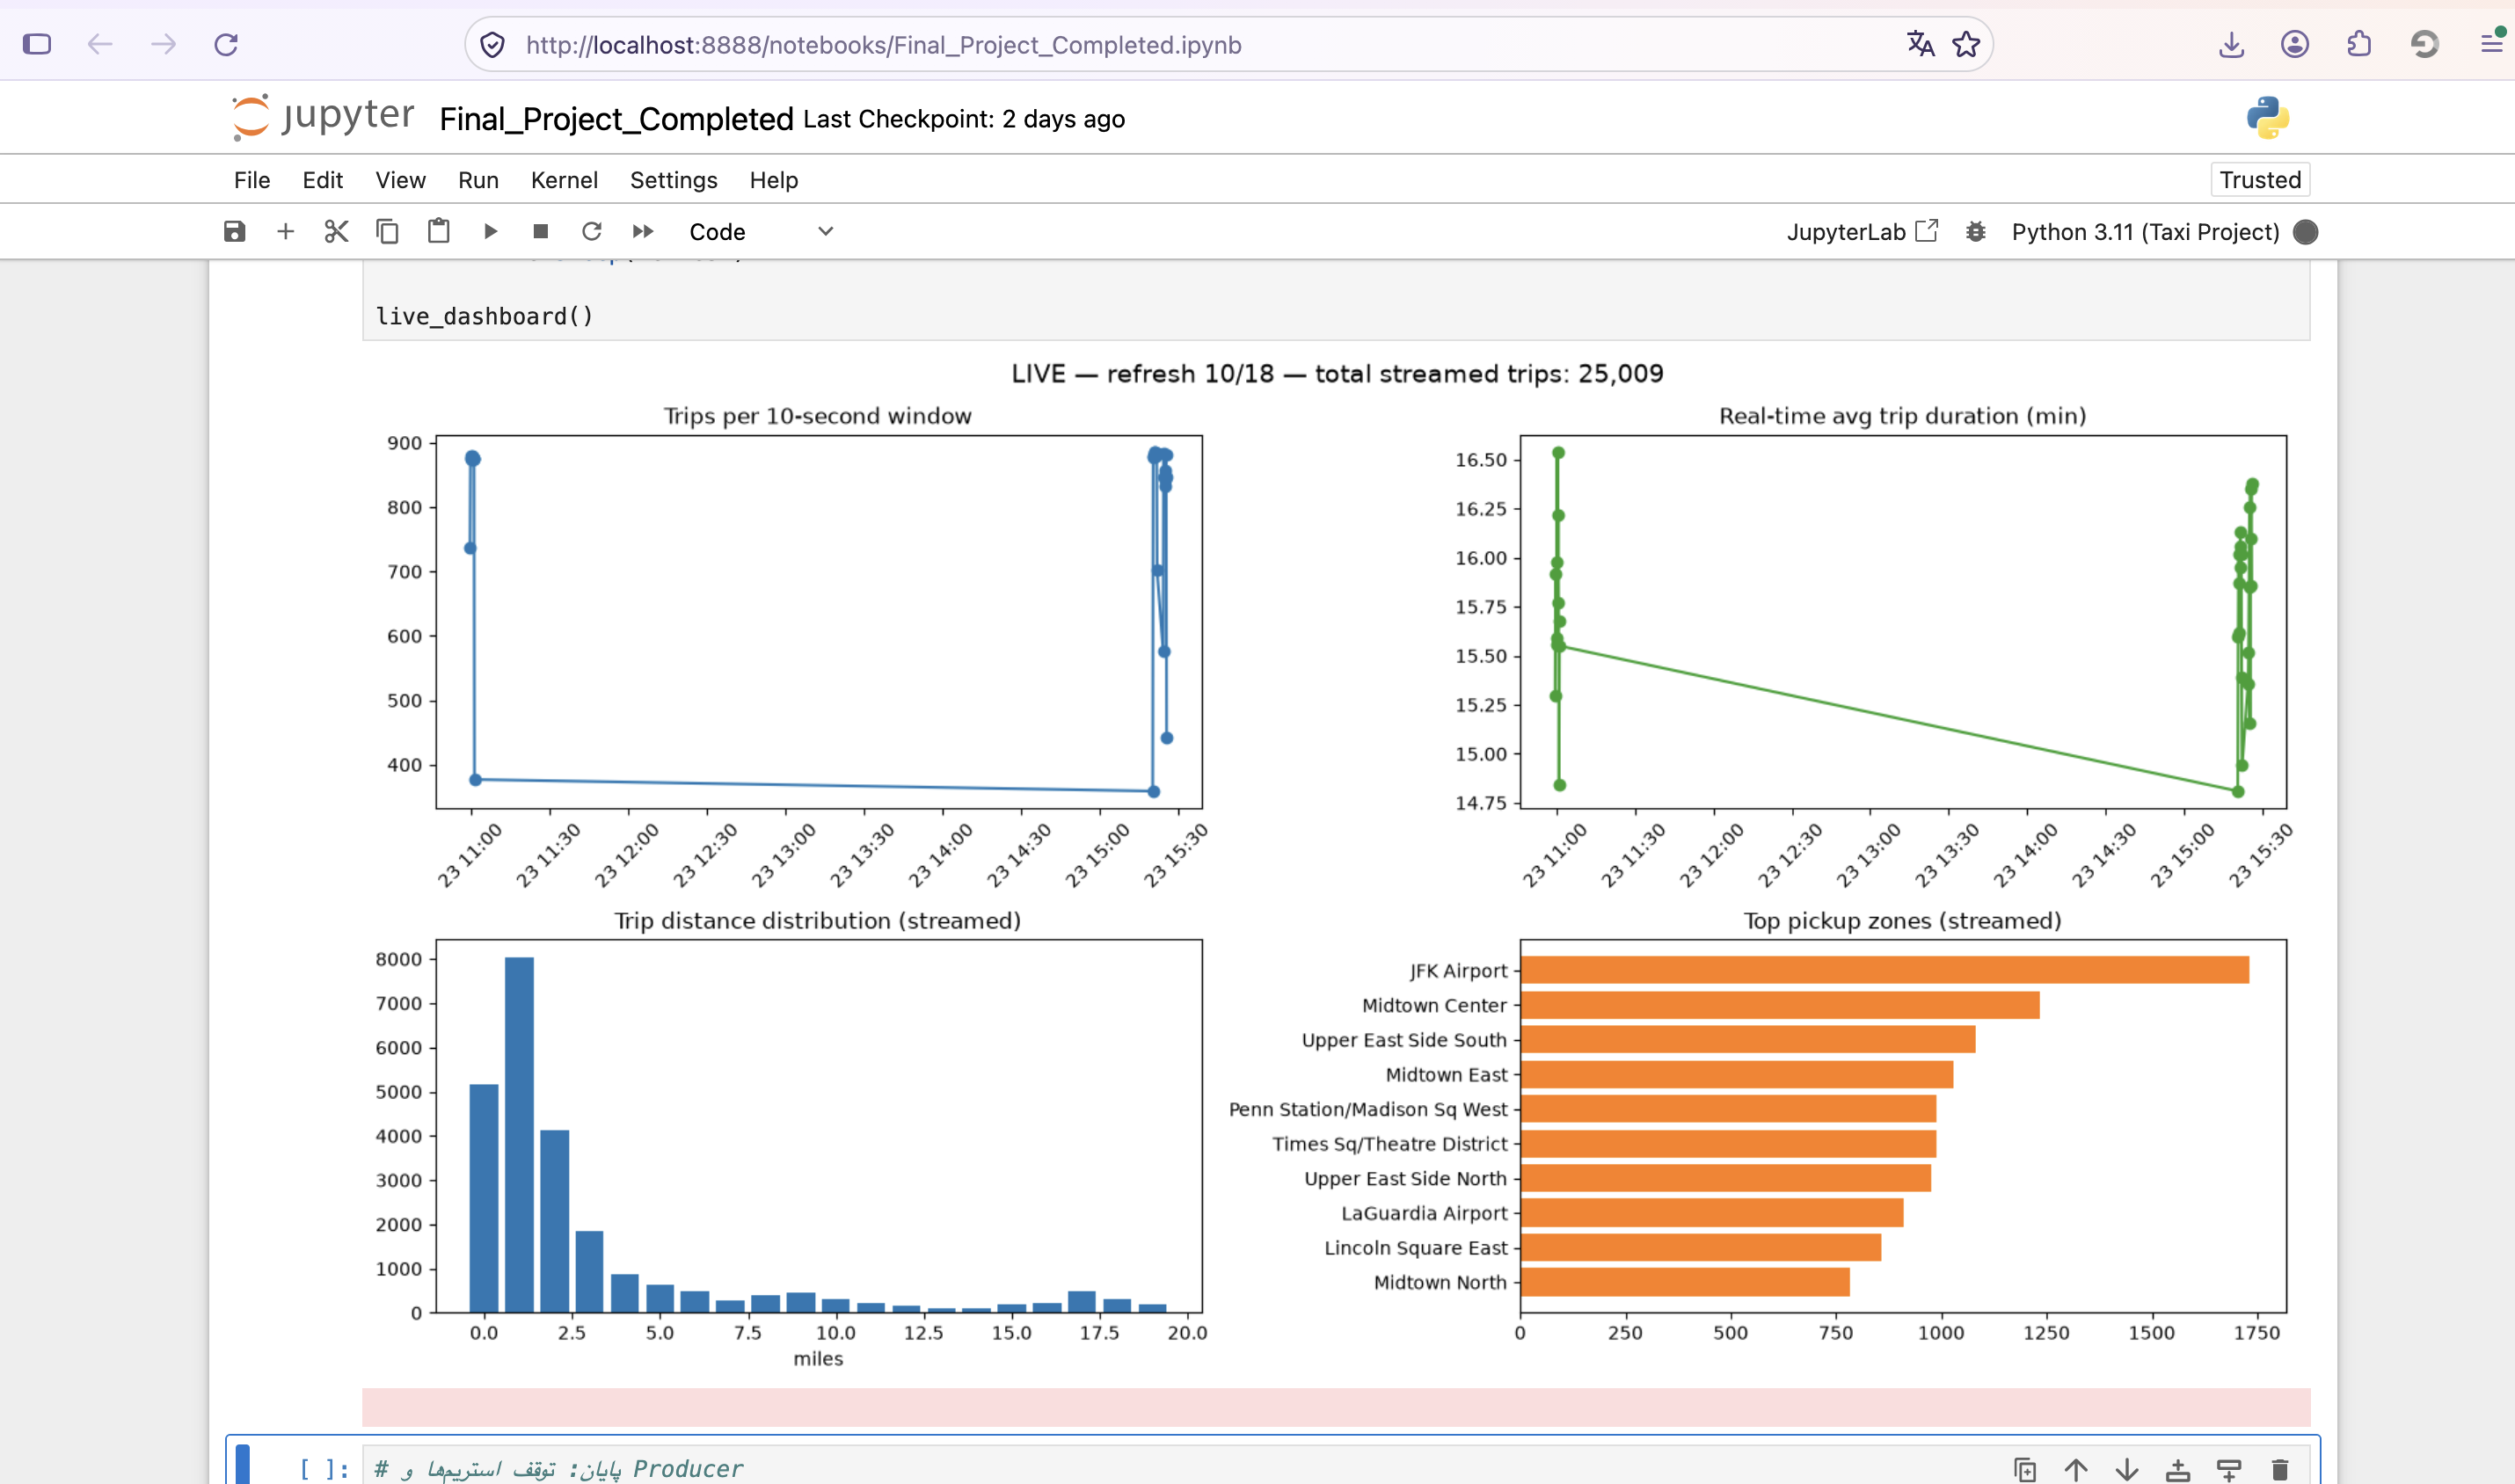 http://localhost:8888/notebooks/Final_Project_Completed.ipynb
jupyter Final_Project_Completed Last Checkpoint: 2 days ago
File Edit View Run Kernel Settings Help Trusted
Code JupyterLab Python 3.11 (Taxi Project)
live_dashboard()
LIVE — refresh 10/18 — total streamed trips: 25,009
Trips per 10-second window
900
800
700
600
500
400
23 11:00 23 11:30 23 12:00 23 12:30 23 13:00 23 13:30 23 14:00 23 14:30 23 15:00 23 15:30
Real-time avg trip duration (min)
16.50
16.25
16.00
15.75
15.50
15.25
15.00
14.75
23 11:00 23 11:30 23 12:00 23 12:30 23 13:00 23 13:30 23 14:00 23 14:30 23 15:00 23 15:30
Trip distance distribution (streamed)
8000
7000
6000
5000
4000
3000
2000
1000
0
0.0 2.5 5.0 7.5 10.0 12.5 15.0 17.5 20.0
miles
Top pickup zones (streamed)
JFK Airport
Midtown Center
Upper East Side South
Midtown East
Penn Station/Madison Sq West
Times Sq/Theatre District
Upper East Side North
LaGuardia Airport
Lincoln Square East
Midtown North
0 250 500 750 1000 1250 1500 1750
[ ]: # پایان: توقف استریم‌ها و Producer